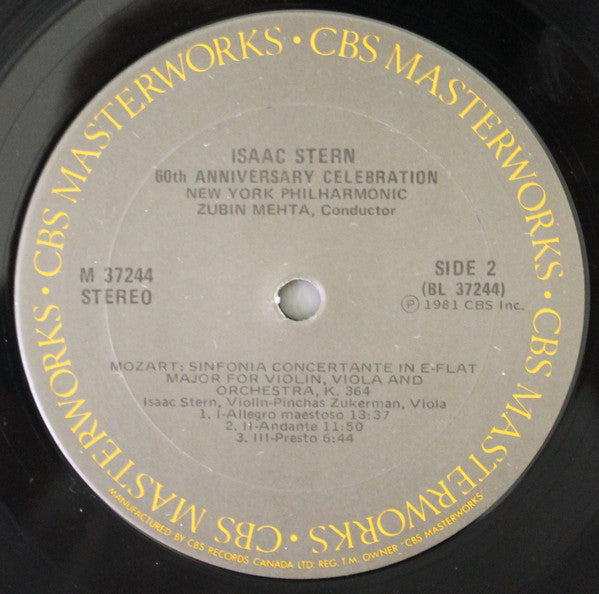 CBS MASTERWORKS • CBS MASTERWORKS • CBS MASTERWORKS • CBS MASTERWORKS •
ISAAC STERN
60th ANNIVERSARY CELEBRATION
NEW YORK PHILHARMONIC
ZUBIN MEHTA, Conductor
M 37244
STEREO
SIDE 2
(BL 37244)
Ⓟ 1981 CBS Inc.
MOZART: SINFONIA CONCERTANTE IN E-FLAT
MAJOR FOR VIOLIN, VIOLA AND
ORCHESTRA, K. 364
Isaac Stern, Violin-Pinchas Zukerman, Viola
1. I-Allegro maestoso 13:37
2. II-Andante 11:50
3. III-Presto 6:44
MANUFACTURED BY CBS RECORDS CANADA LTD: REG. T.M. OWNER "CBS MASTERWORKS"